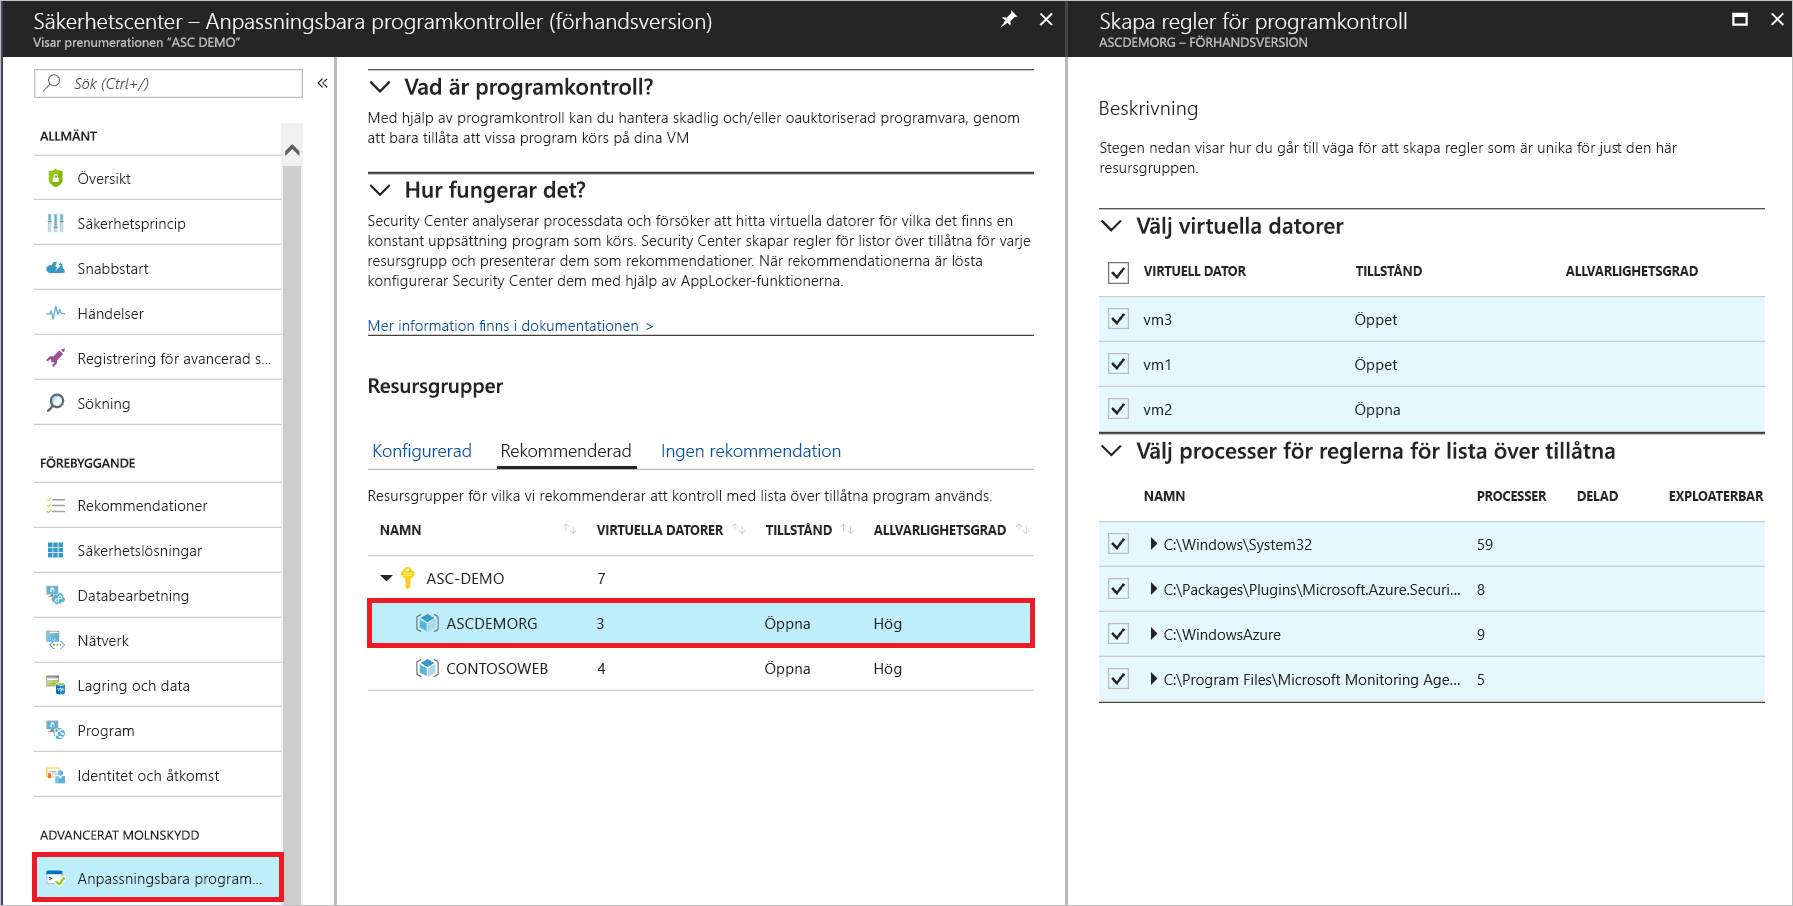 Säkerhetscenter – Anpassningsbara programkontroller (förhandsversion)
Visar prenumerationen "ASC DEMO"
Sök (Ctrl+/)
ALLMÄNT
Översikt
Säkerhetsprincip
Snabbstart
Händelser
Registrering för avancerad s...
Sökning
FÖREBYGGANDE
Rekommendationer
Säkerhetslösningar
Databearbetning
Nätverk
Lagring och data
Program
Identitet och åtkomst
ADVANCERAT MOLNSKYDD
Anpassningsbara program...
Vad är programkontroll?
Med hjälp av programkontroll kan du hantera skadlig och/eller oauktoriserad programvara, genom
att bara tillåta att vissa program körs på dina VM
Hur fungerar det?
Security Center analyserar processdata och försöker att hitta virtuella datorer för vilka det finns en
konstant uppsättning program som körs. Security Center skapar regler för listor över tillåtna för varje
resursgrupp och presenterar dem som rekommendationer. När rekommendationerna är lösta
konfigurerar Security Center dem med hjälp av AppLocker-funktionerna.
Mer information finns i dokumentationen >
Resursgrupper
Konfigurerad Rekommenderad Ingen rekommendation
Resursgrupper för vilka vi rekommenderar att kontroll med lista över tillåtna program används.
NAMN VIRTUELLA DATORER TILLSTÅND ALLVARLIGHETSGRAD
ASC-DEMO 7
ASCDEMORG 3 Öppna Hög
CONTOSOWEB 4 Öppna Hög
Skapa regler för programkontroll
ASCDEMORG – FÖRHANDSVERSION
Beskrivning
Stegen nedan visar hur du går till väga för att skapa regler som är unika för just den här
resursgruppen.
Välj virtuella datorer
VIRTUELL DATOR TILLSTÅND ALLVARLIGHETSGRAD
vm3 Öppet
vm1 Öppet
vm2 Öppna
Välj processer för reglerna för lista över tillåtna
NAMN PROCESSER DELAD EXPLOATERBAR
C:\Windows\System32 59
C:\Packages\Plugins\Microsoft.Azure.Securi... 8
C:\WindowsAzure 9
C:\Program Files\Microsoft Monitoring Age... 5